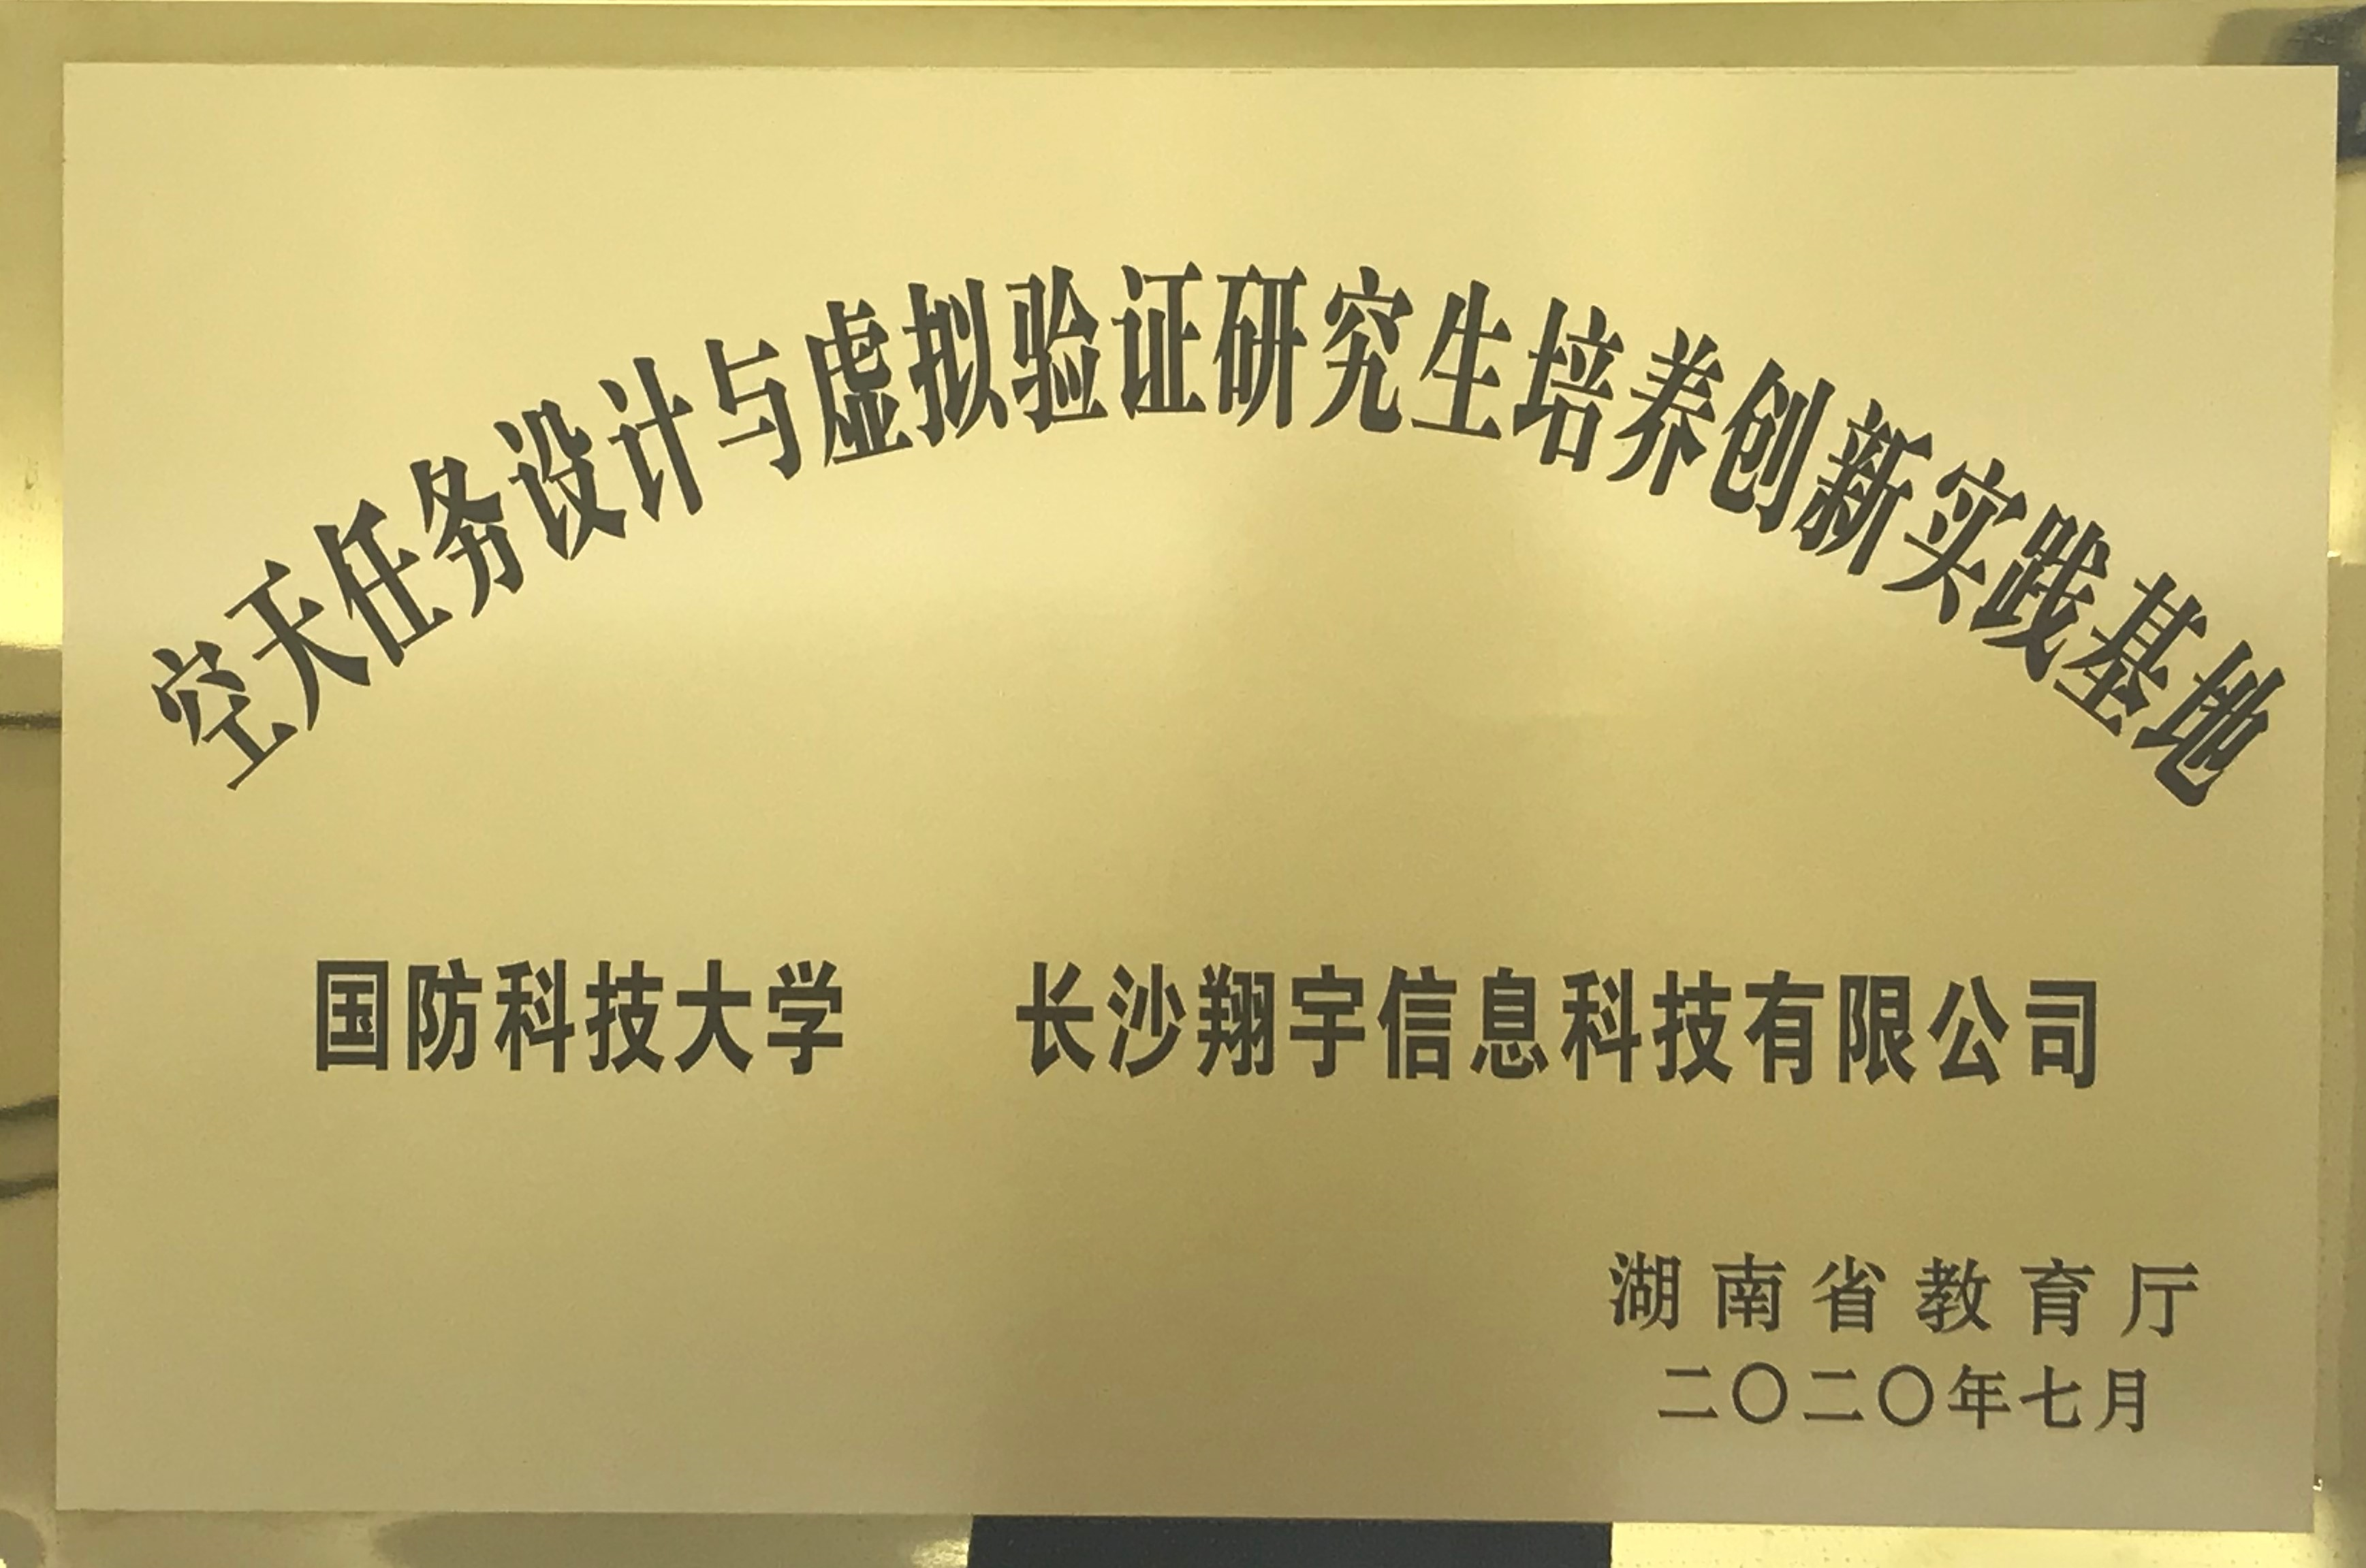 空天任务设计与虚拟验证研究生培养创新实践基地
国防科技大学 长沙翔宇信息科技有限公司
湖南省教育厅
二〇二〇年七月